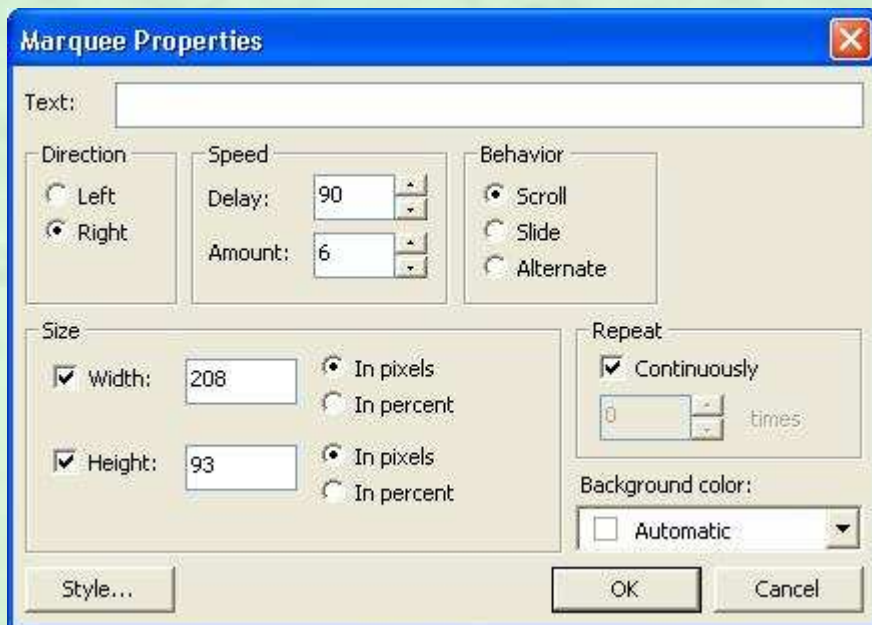 Marquee Properties
Text:
Direction
Left
Right
Speed
Delay: 90
Amount: 6
Behavior
Scroll
Slide
Alternate
Size
Width: 208
In pixels
In percent
Height: 93
In pixels
In percent
Repeat
Continuously
0 times
Background color:
Automatic
Style...
OK
Cancel